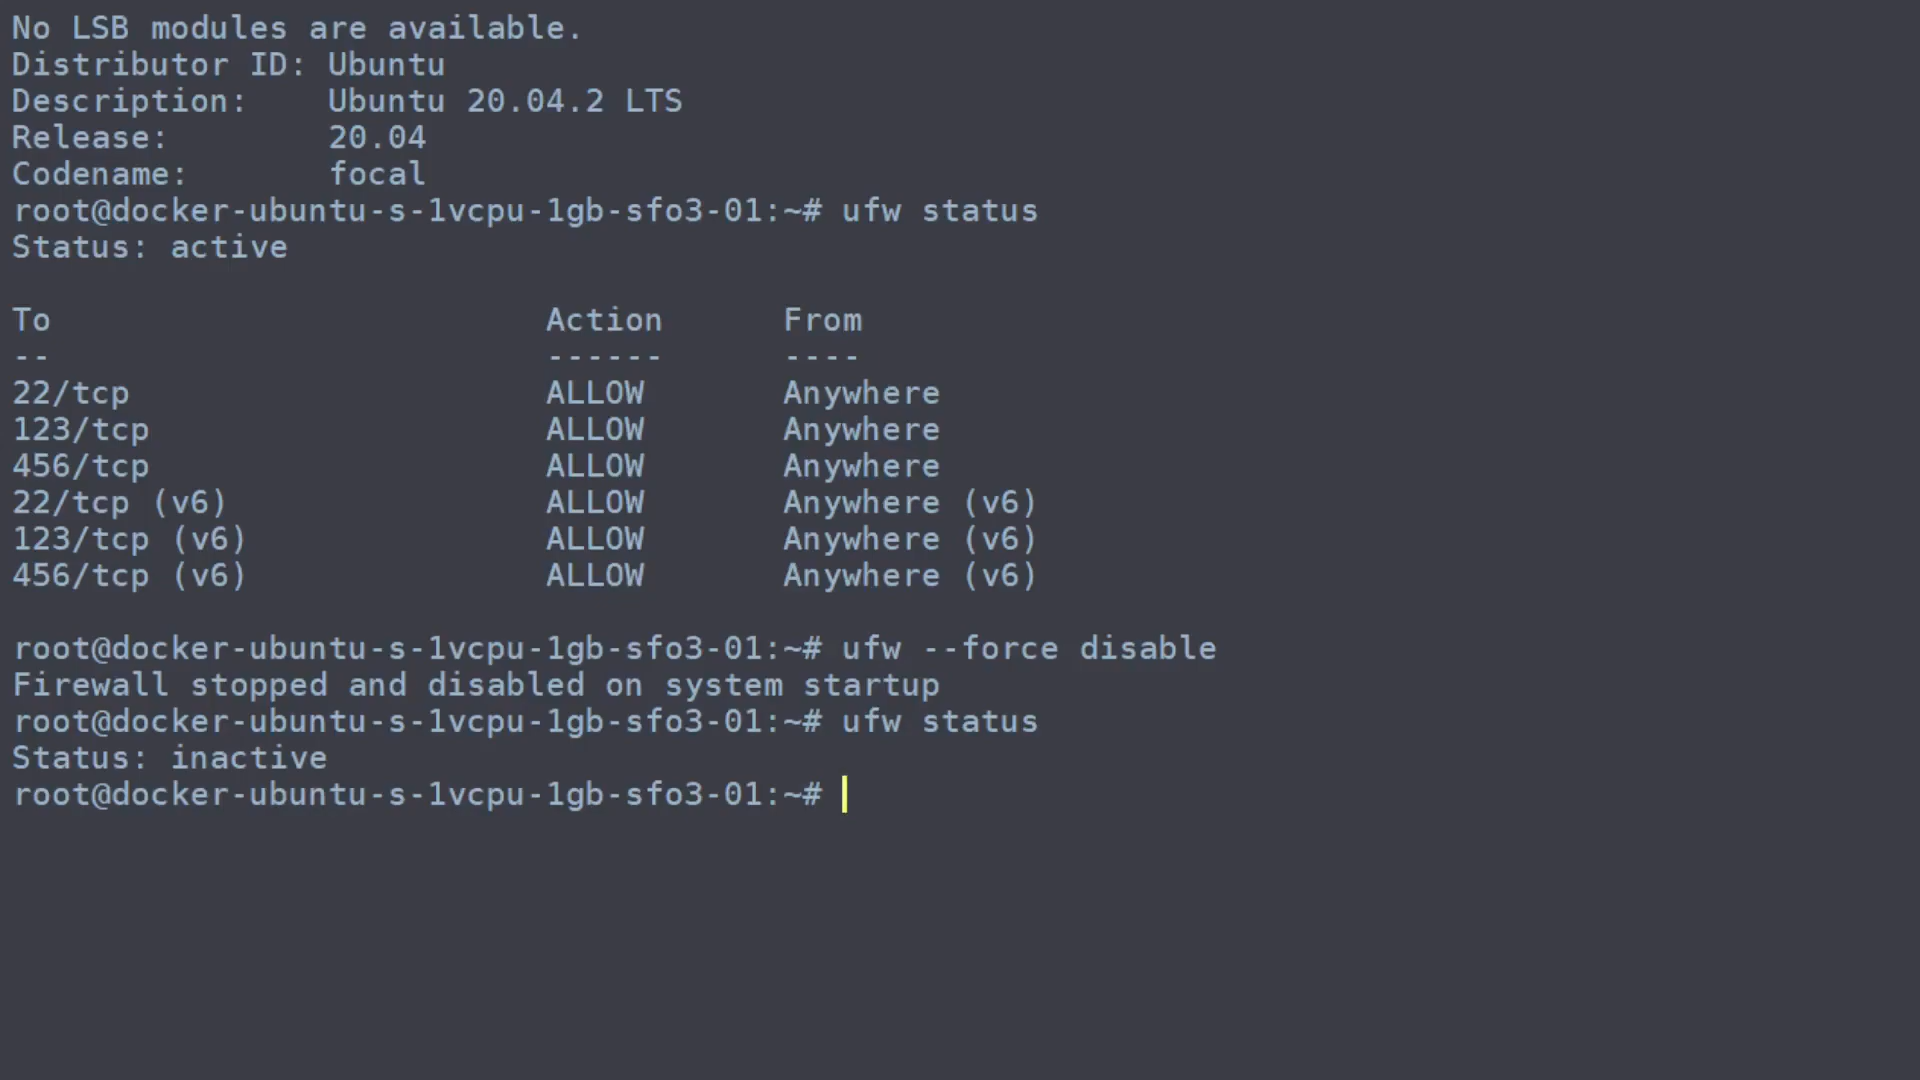 No LSB modules are available.
Distributor ID: Ubuntu
Description:    Ubuntu 20.04.2 LTS
Release:        20.04
Codename:       focal
root@docker-ubuntu-s-1vcpu-1gb-sfo3-01:~# ufw status
Status: active

To                         Action      From
--                         ------      ----
22/tcp                     ALLOW       Anywhere
123/tcp                    ALLOW       Anywhere
456/tcp                    ALLOW       Anywhere
22/tcp (v6)                ALLOW       Anywhere (v6)
123/tcp (v6)               ALLOW       Anywhere (v6)
456/tcp (v6)               ALLOW       Anywhere (v6)

root@docker-ubuntu-s-1vcpu-1gb-sfo3-01:~# ufw --force disable
Firewall stopped and disabled on system startup
root@docker-ubuntu-s-1vcpu-1gb-sfo3-01:~# ufw status
Status: inactive
root@docker-ubuntu-s-1vcpu-1gb-sfo3-01:~#